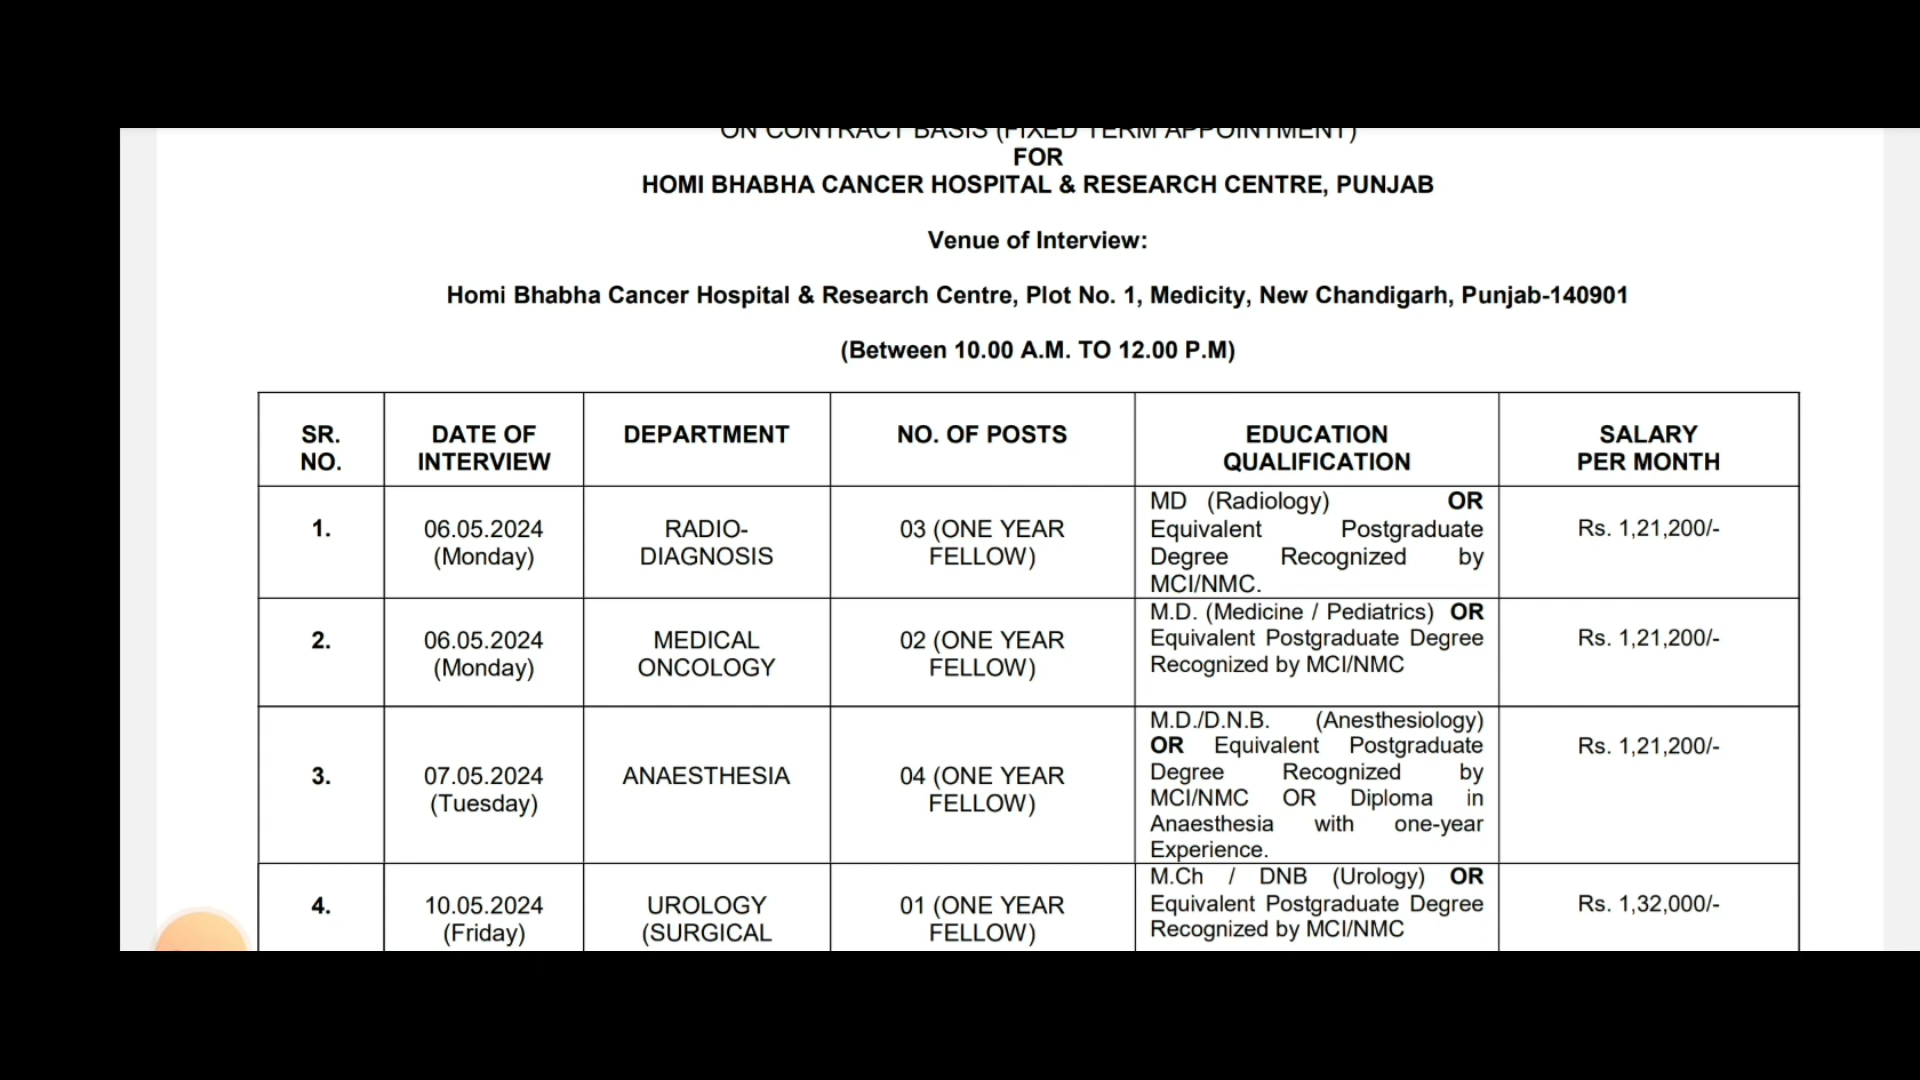 ON CONTRACT BASIS (FIXED TERM APPOINTMENT)
FOR
HOMI BHABHA CANCER HOSPITAL & RESEARCH CENTRE, PUNJAB
Venue of Interview:
Homi Bhabha Cancer Hospital & Research Centre, Plot No. 1, Medicity, New Chandigarh, Punjab-140901
(Between 10.00 A.M. TO 12.00 P.M)
SR.
NO.
DATE OF
INTERVIEW
DEPARTMENT
NO. OF POSTS
EDUCATION
QUALIFICATION
SALARY
PER MONTH
1.
06.05.2024
(Monday)
RADIO-
DIAGNOSIS
03 (ONE YEAR
FELLOW)
MD (Radiology) OR
Equivalent Postgraduate
Degree Recognized by
MCI/NMC.
Rs. 1,21,200/-
2.
06.05.2024
(Monday)
MEDICAL
ONCOLOGY
02 (ONE YEAR
FELLOW)
M.D. (Medicine / Pediatrics) OR
Equivalent Postgraduate Degree
Recognized by MCI/NMC
Rs. 1,21,200/-
3.
07.05.2024
(Tuesday)
ANAESTHESIA
04 (ONE YEAR
FELLOW)
M.D./D.N.B. (Anesthesiology)
OR Equivalent Postgraduate
Degree Recognized by
MCI/NMC OR Diploma in
Anaesthesia with one-year
Experience.
Rs. 1,21,200/-
4.
10.05.2024
(Friday)
UROLOGY
(SURGICAL
01 (ONE YEAR
FELLOW)
M.Ch / DNB (Urology) OR
Equivalent Postgraduate Degree
Recognized by MCI/NMC
Rs. 1,32,000/-